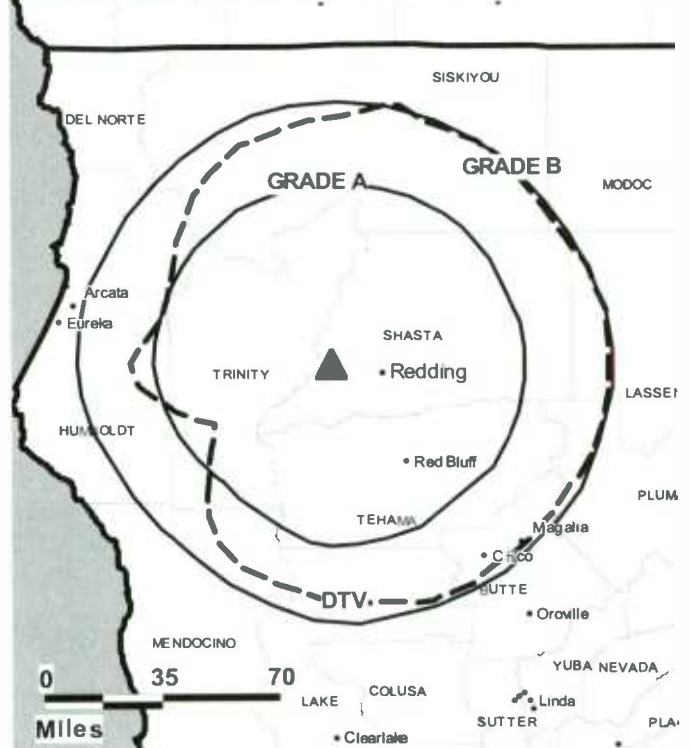 SISKIYOU
DEL NORTE
GRADE B
GRADE A
MODOC
Arcata
Eureka
SHASTA
TRINITY
Redding
LASSEN
HUMBOLDT
Red Bluff
PLUM
TEHAMA
Magalia
Chico
BUTTE
DTV
Oroville
MENDOCINO
YUBA NEVADA
0 35 70
LAKE COLUSA
Linda
Miles
SUTTER PLA
Clearlake